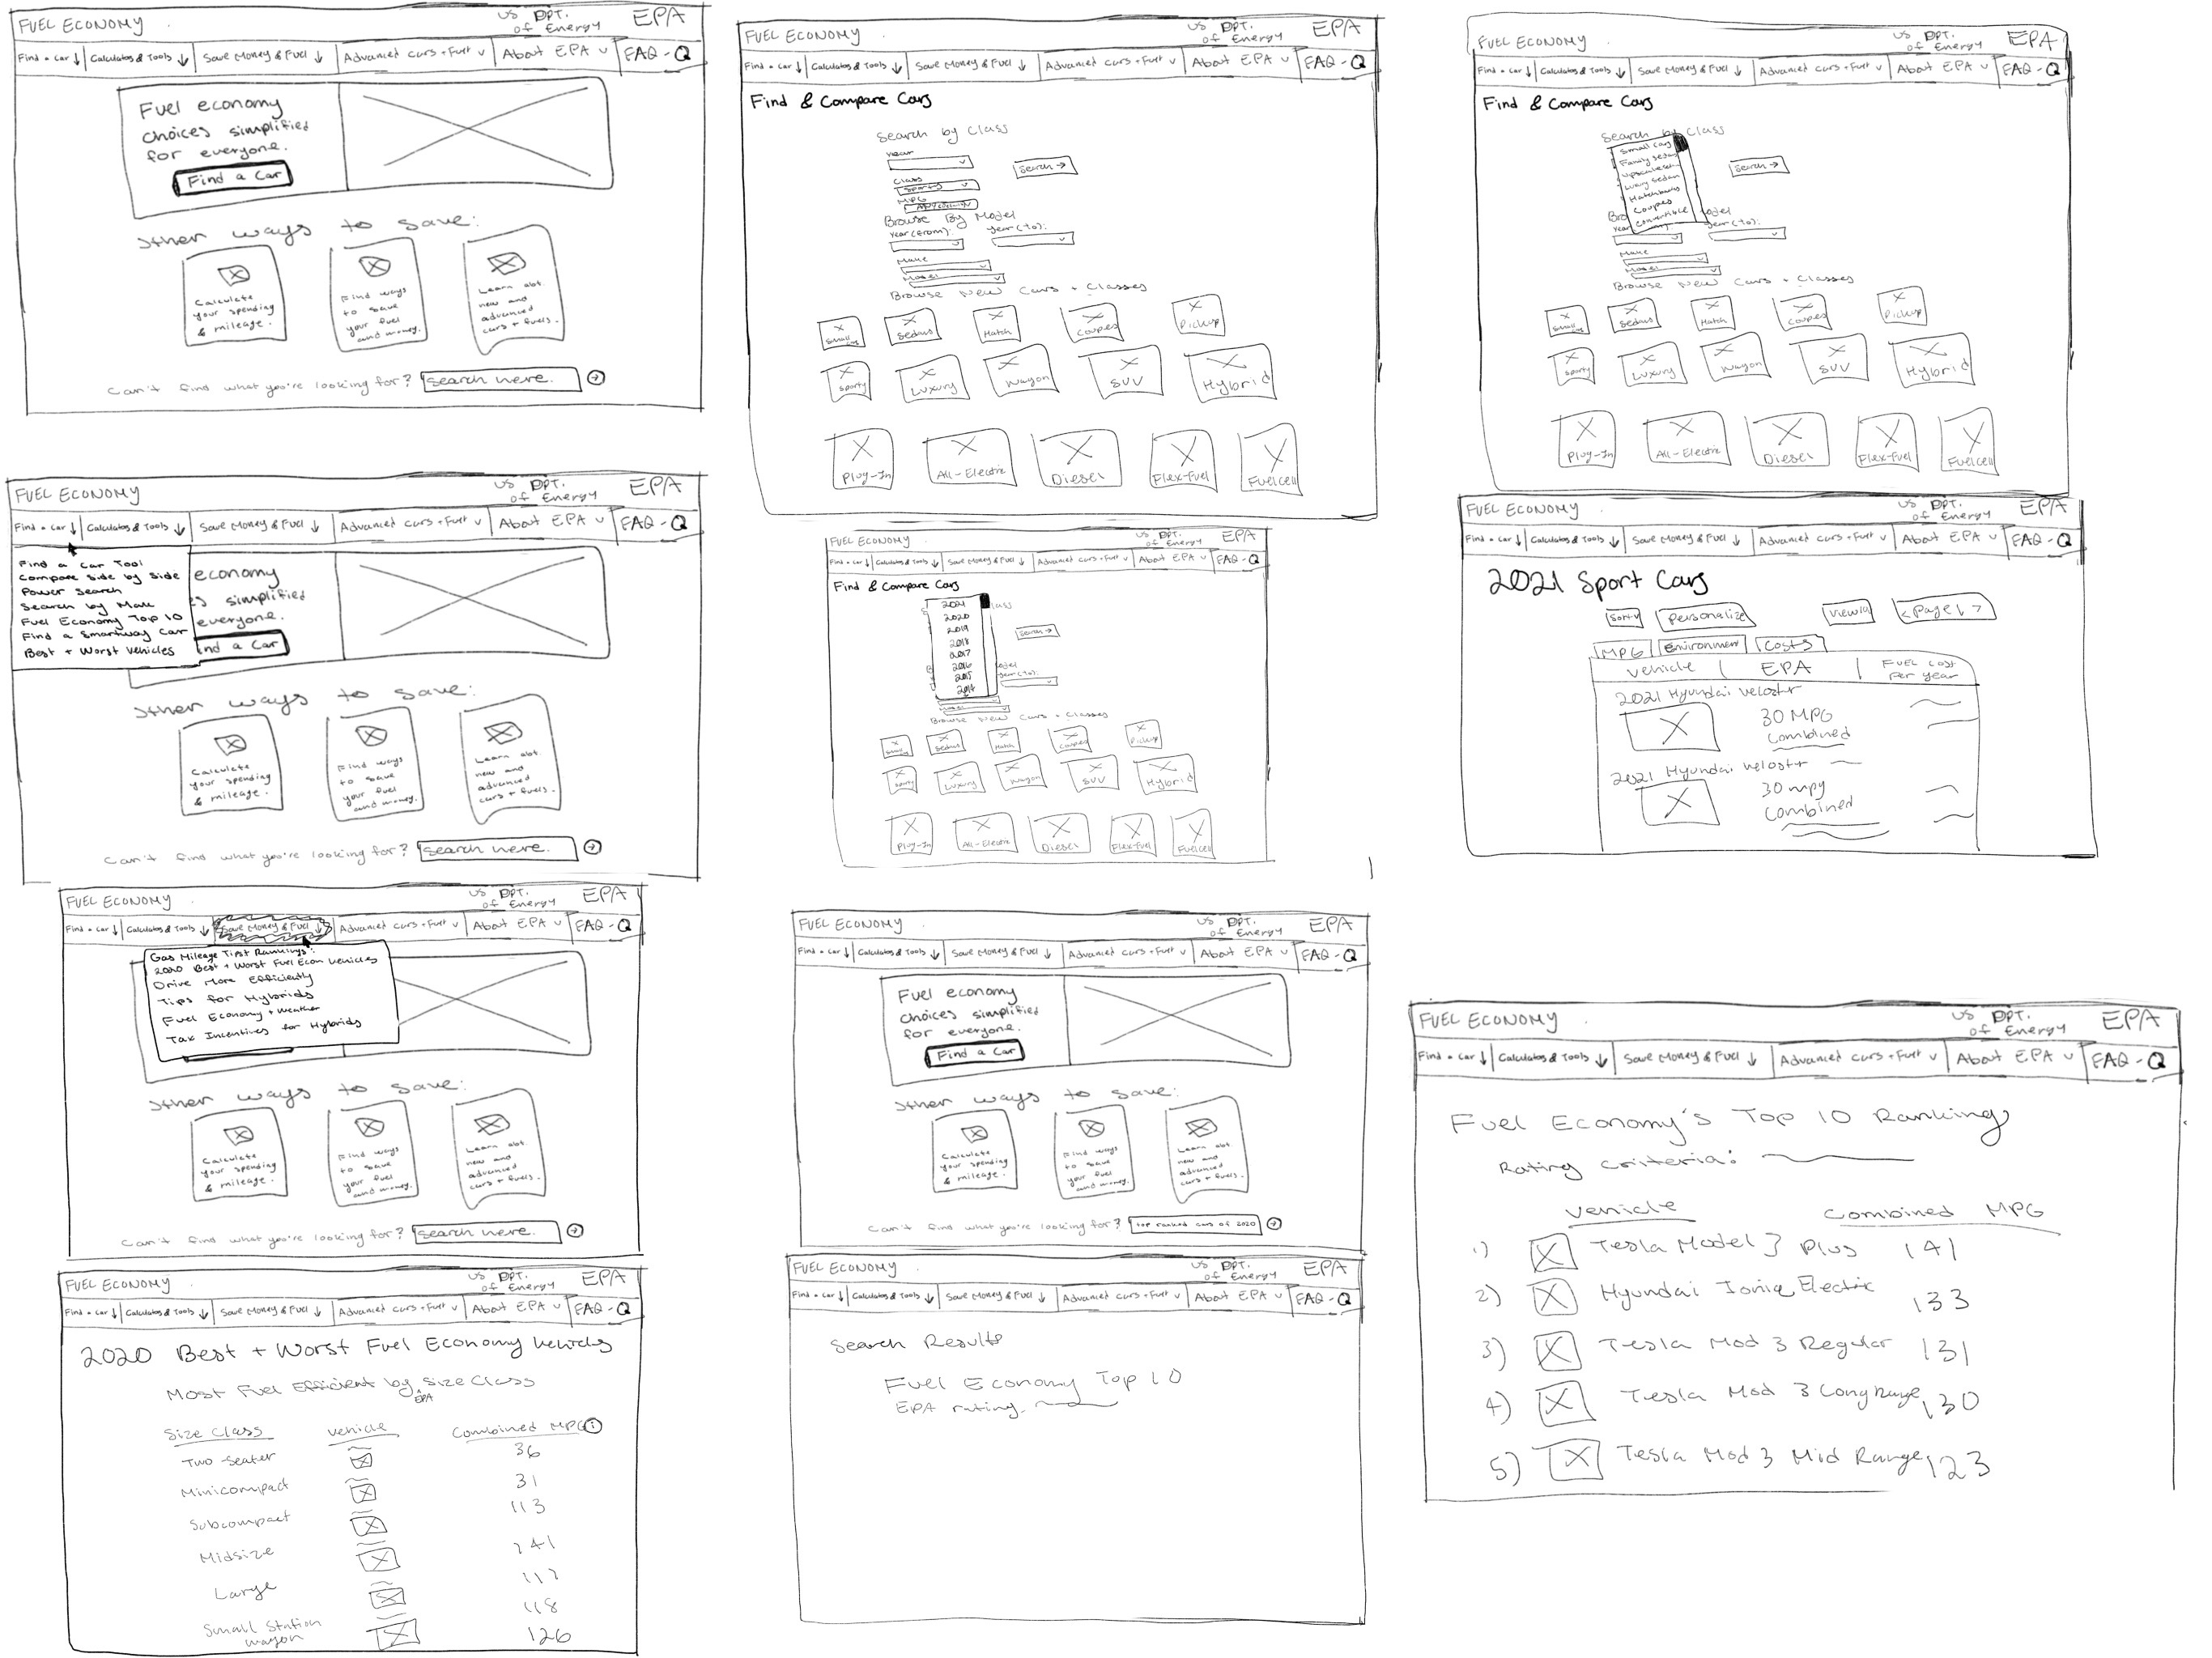 FUEL ECONOMY
US DPT. of Energy
EPA
Find a Car ↓ Calculators & Tools ↓ Save Money & Fuel ↓ Advanced Cars + Fuel v About EPA v FAQ - Q
Fuel economy
choices simplified
for everyone.
Find a Car
Other ways to save:
Calculate
your spending
& mileage.
Find ways
to save
your fuel
and money.
Learn abt.
new and
advanced
cars + fuels.
Can't find what you're looking for? Search here.
FUEL ECONOMY
US DPT. of Energy
EPA
Find a Car ↓ Calculators & Tools ↓ Save Money & Fuel ↓ Advanced Cars + Fuel v About EPA v FAQ - Q
Find & Compare Cars
Search by Class
Year
Search →
Class
Sporty
MPG
Browse By Model
Year (from):
Year (to):
Make
Model
Browse New Cars + Classes
Small
Sedans
Hatch
Coupes
Pickup
Sporty
Luxury
Wagon
SUV
Hybrid
Plug-In
All-Electric
Diesel
Flex-Fuel
Fuelcell
FUEL ECONOMY
US DPT. of Energy
EPA
Find a Car ↓ Calculators & Tools ↓ Save Money & Fuel ↓ Advanced Cars + Fuel v About EPA v FAQ - Q
Find & Compare Cars
Search by Class
Small Cars
Family Sedan
Upscale Sedan
Luxury Sedan
Hatchbacks
Coupes
Convertible
Search →
Year (to):
Browse New Cars + Classes
Small
Sedans
Hatch
Coupes
Pickup
Sporty
Luxury
Wagon
SUV
Hybrid
Plug-In
All-Electric
Diesel
Flex-Fuel
Fuelcell
FUEL ECONOMY
US DPT. of Energy
EPA
Find a Car ↓ Calculators & Tools ↓ Save Money & Fuel ↓ Advanced Cars + Fuel v About EPA v FAQ - Q
Find a Car Tool
Compare Side by Side
Power Search
Search by Make
Fuel Economy Top 10
Find a Smartway Car
Best + Worst Vehicles
economy
simplified
everyone.
nd a Car
Other ways to save:
Calculate
your spending
& mileage.
Find ways
to save
your fuel
and money.
Learn abt.
new and
advanced
cars + fuels.
Can't find what you're looking for? Search here.
FUEL ECONOMY
US DPT. of Energy
EPA
Find a Car ↓ Calculators & Tools ↓ Save Money & Fuel ↓ Advanced Cars + Fuel v About EPA v FAQ - Q
Find & Compare Cars
2021
2020
2019
2018
2017
2016
2015
2014
Search →
Year (to):
Model
Browse New Cars + Classes
Small
Sedans
Hatch
Coupes
Pickup
Sporty
Luxury
Wagon
SUV
Hybrid
Plug-In
All-Electric
Diesel
Flex-Fuel
Fuelcell
FUEL ECONOMY
US DPT. of Energy
EPA
Find a Car ↓ Calculators & Tools ↓ Save Money & Fuel ↓ Advanced Cars + Fuel v About EPA v FAQ - Q
2021 Sport Cars
Sort v
Personalize
View 10
< Page 1 >
MPG
Environment
Costs
Vehicle
EPA
Fuel Cost
Per Year
2021 Hyundai Veloster
30 MPG
Combined
2021 Hyundai Veloster
30 mpg
Combined
FUEL ECONOMY
US DPT. of Energy
EPA
Find a Car ↓ Calculators & Tools ↓ Save Money & Fuel ↓ Advanced Cars + Fuel v About EPA v FAQ - Q
Gas Mileage Tips Rankings:
2020 Best + Worst Fuel Econ Vehicles
Drive More Efficiently
Tips for Hybrids
Fuel Economy + Weather
Tax Incentives for Hybrids
Other ways to save:
Calculate
your spending
& mileage.
Find ways
to save
your fuel
and money.
Learn abt.
new and
advanced
cars + fuels.
Can't find what you're looking for? Search here.
FUEL ECONOMY
US DPT. of Energy
EPA
Find a Car ↓ Calculators & Tools ↓ Save Money & Fuel ↓ Advanced Cars + Fuel v About EPA v FAQ - Q
Fuel economy
choices simplified
for everyone.
Find a Car
Other ways to save:
Calculate
your spending
& mileage.
Find ways
to save
your fuel
and money.
Learn abt.
new and
advanced
cars + fuels.
Can't find what you're looking for? top ranked cars of 2020
FUEL ECONOMY
US DPT. of Energy
EPA
Find a Car ↓ Calculators & Tools ↓ Save Money & Fuel ↓ Advanced Cars + Fuel v About EPA v FAQ - Q
Fuel Economy's Top 10 Ranking
Rating criteria:
Vehicle
Combined MPG
1) Tesla Model 3 Plus 141
2) Hyundai Ioniq Electric 133
3) Tesla Mod 3 Regular 131
4) Tesla Mod 3 Long Range 130
5) Tesla Mod 3 Mid Range 123
FUEL ECONOMY
US DPT. of Energy
EPA
Find a Car ↓ Calculators & Tools ↓ Save Money & Fuel ↓ Advanced Cars + Fuel v About EPA v FAQ - Q
2020 Best + Worst Fuel Economy Vehicles
Most Fuel Efficient by EPA Size Class
Size Class
Vehicle
Combined MPG i
Two-Seater
36
Minicompact
31
Subcompact
113
Midsize
141
Large
117
118
Small Station
Wagon
126
FUEL ECONOMY
US DPT. of Energy
EPA
Find a Car ↓ Calculators & Tools ↓ Save Money & Fuel ↓ Advanced Cars + Fuel v About EPA v FAQ - Q
Search Results
Fuel Economy Top 10
EPA rating